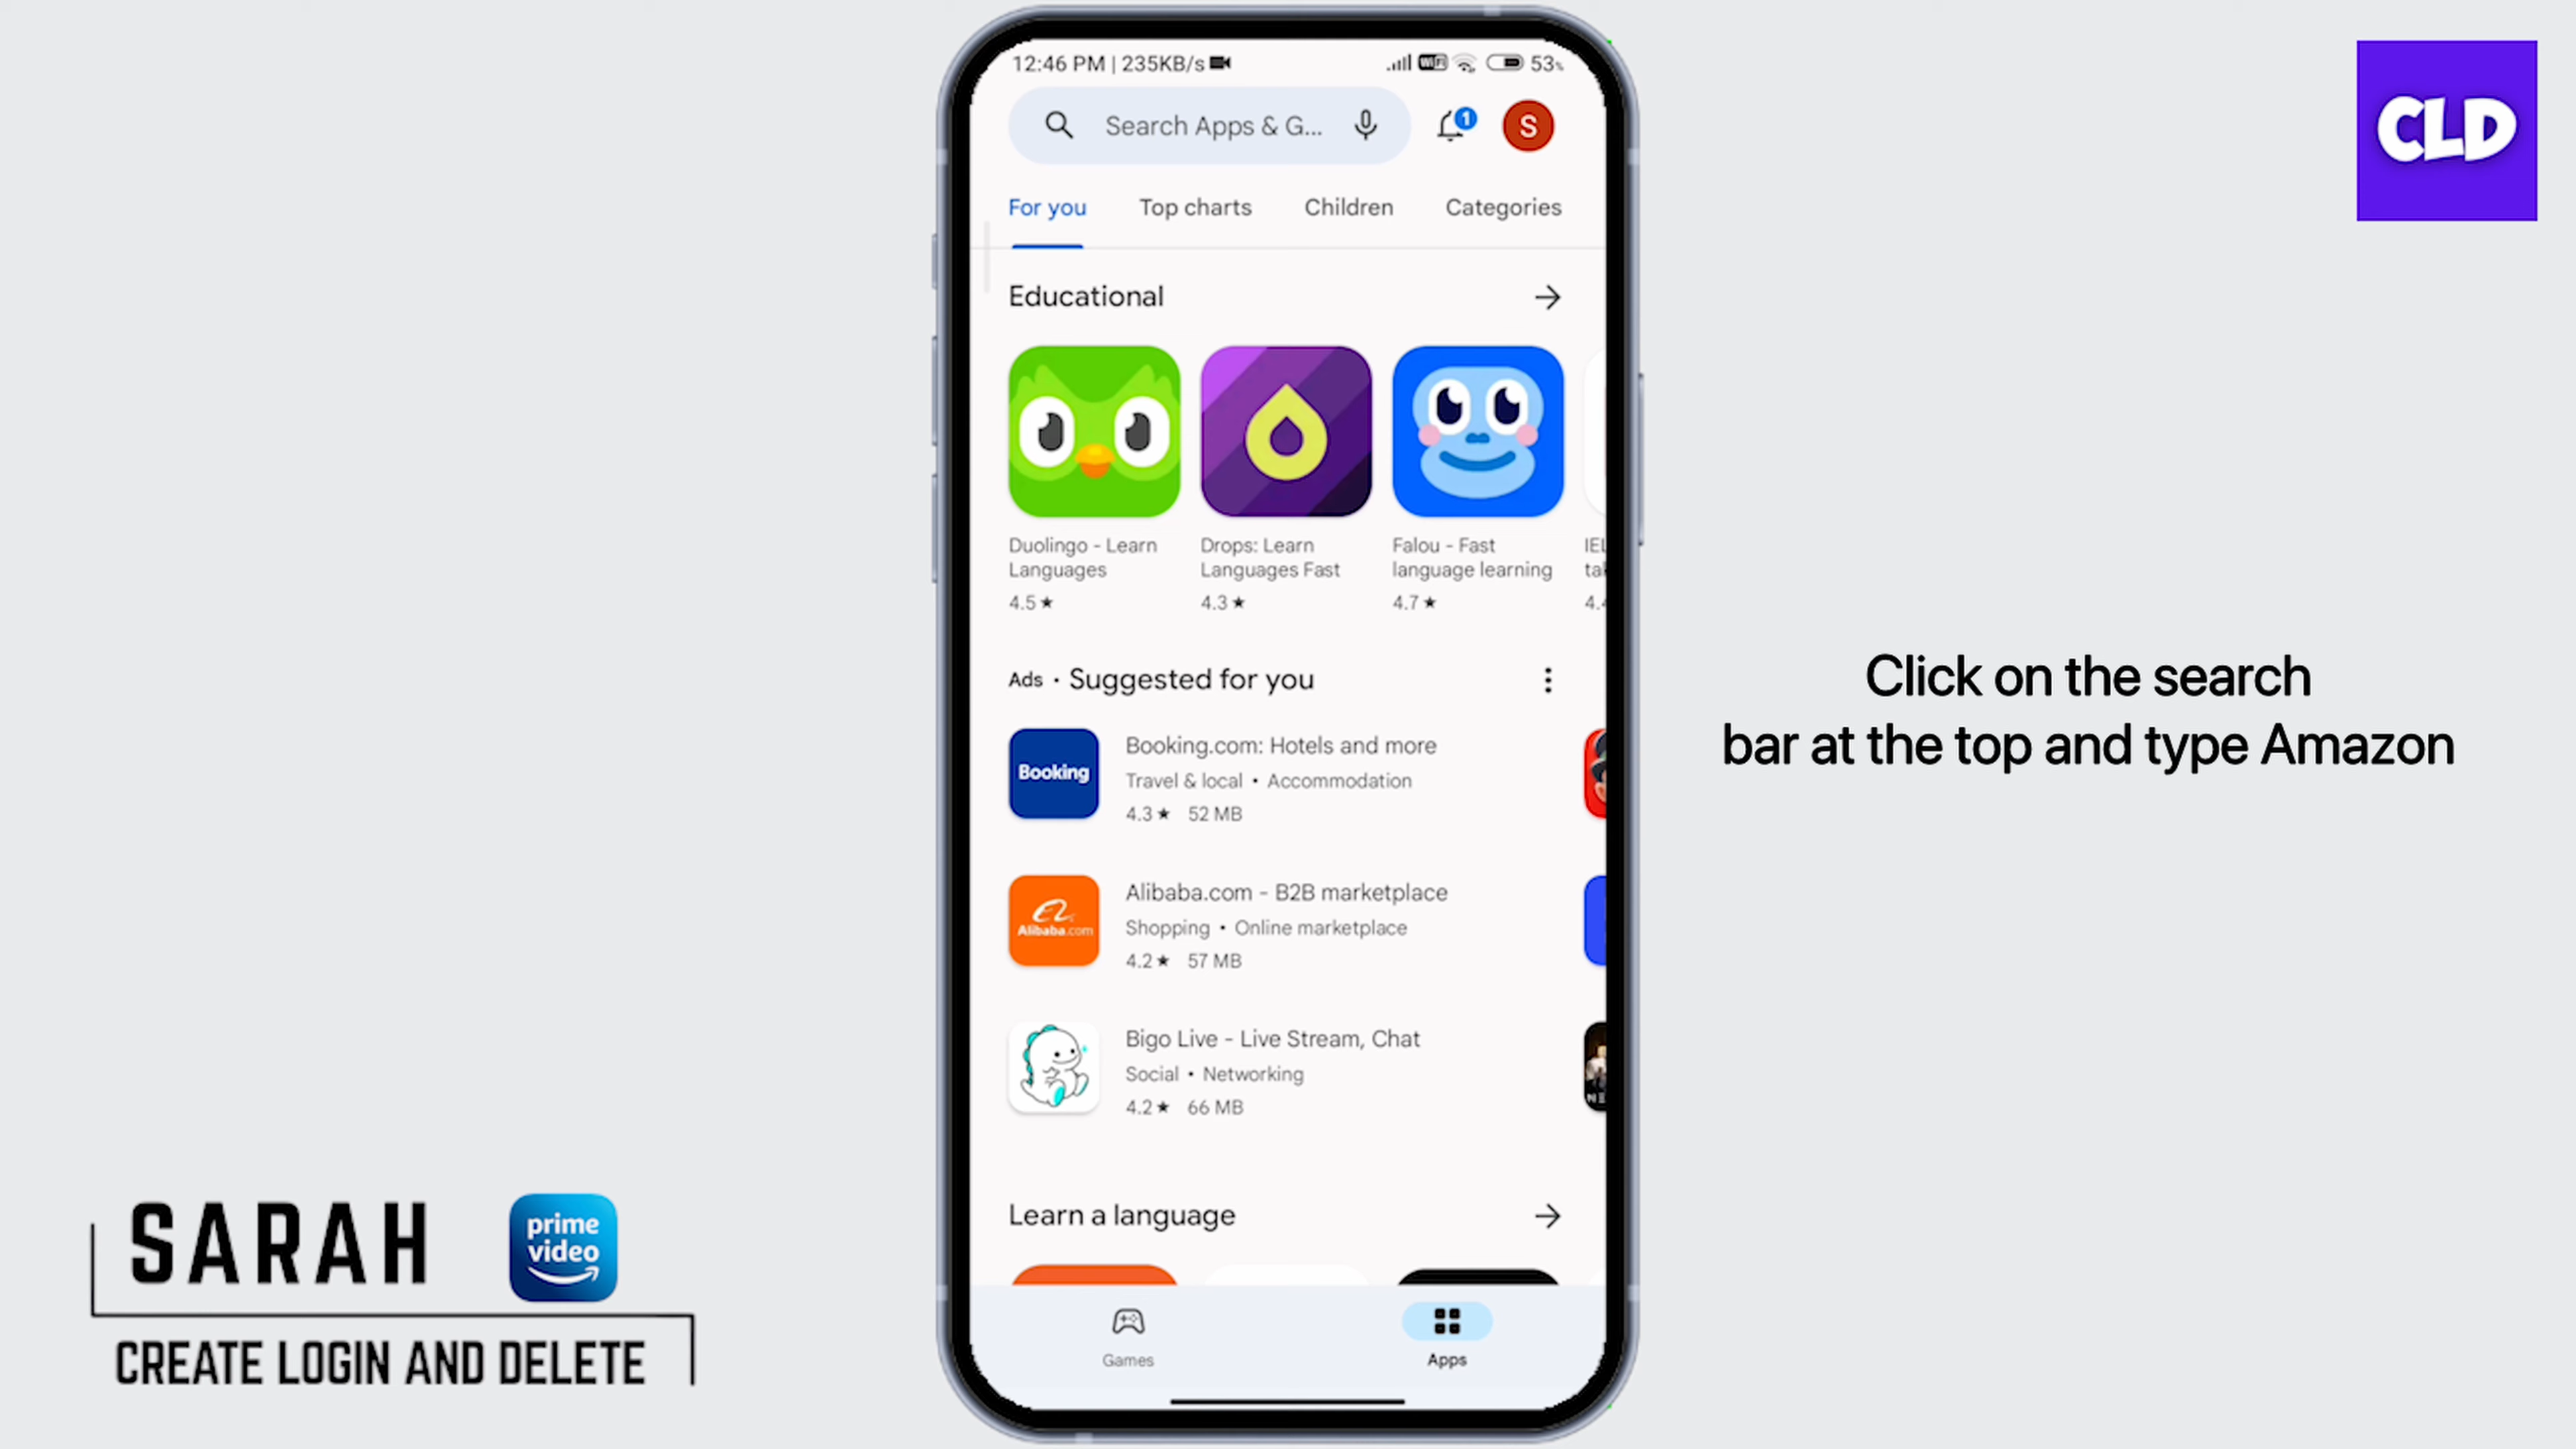 12:46 PM | 235KB/s
WiFi
53%
CLD
Search Apps & G...
1
S
For you
Top charts
Children
Categories
Educational
Duolingo - Learn
Languages
4.5★
Drops: Learn
Languages Fast
4.3★
Falou - Fast
language learning
4.7★
Ads • Suggested for you
Booking
Booking.com: Hotels and more
Travel & local • Accommodation
4.3★ 52 MB
Alibaba.com
Alibaba.com - B2B marketplace
Shopping • Online marketplace
4.2★ 57 MB
Bigo Live - Live Stream, Chat
Social • Networking
4.2★ 66 MB
Learn a language
Games
Apps
Click on the search
bar at the top and type Amazon
SARAH
prime
video
CREATE LOGIN AND DELETE